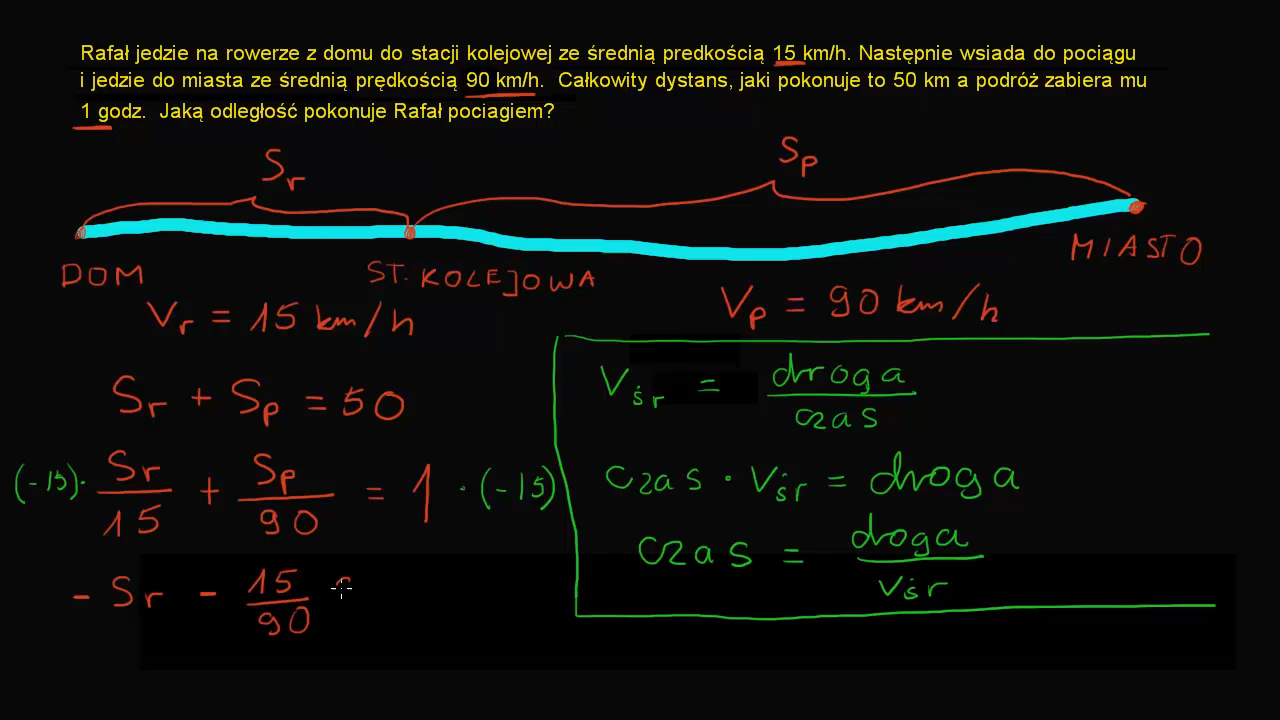 Rafał jedzie na rowerze z domu do stacji kolejowej ze średnią predkością 15 km/h. Następnie wsiada do pociągu
i jedzie do miasta ze średnią prędkością 90 km/h. Całkowity dystans, jaki pokonuje to 50 km a podróż zabiera mu
1 godz. Jaką odległość pokonuje Rafał pociagiem?
Sr Sp
DOM ST. KOLEJOWA MIASTO
Vr = 15 km/h Vp = 90 km/h
Sr + Sp = 50
(-15)· Sr/15 + Sp/90 = 1 ·(-15)
- Sr - 15/90
Vśr = droga/czas
czas · Vśr = droga
czas = droga/Vśr